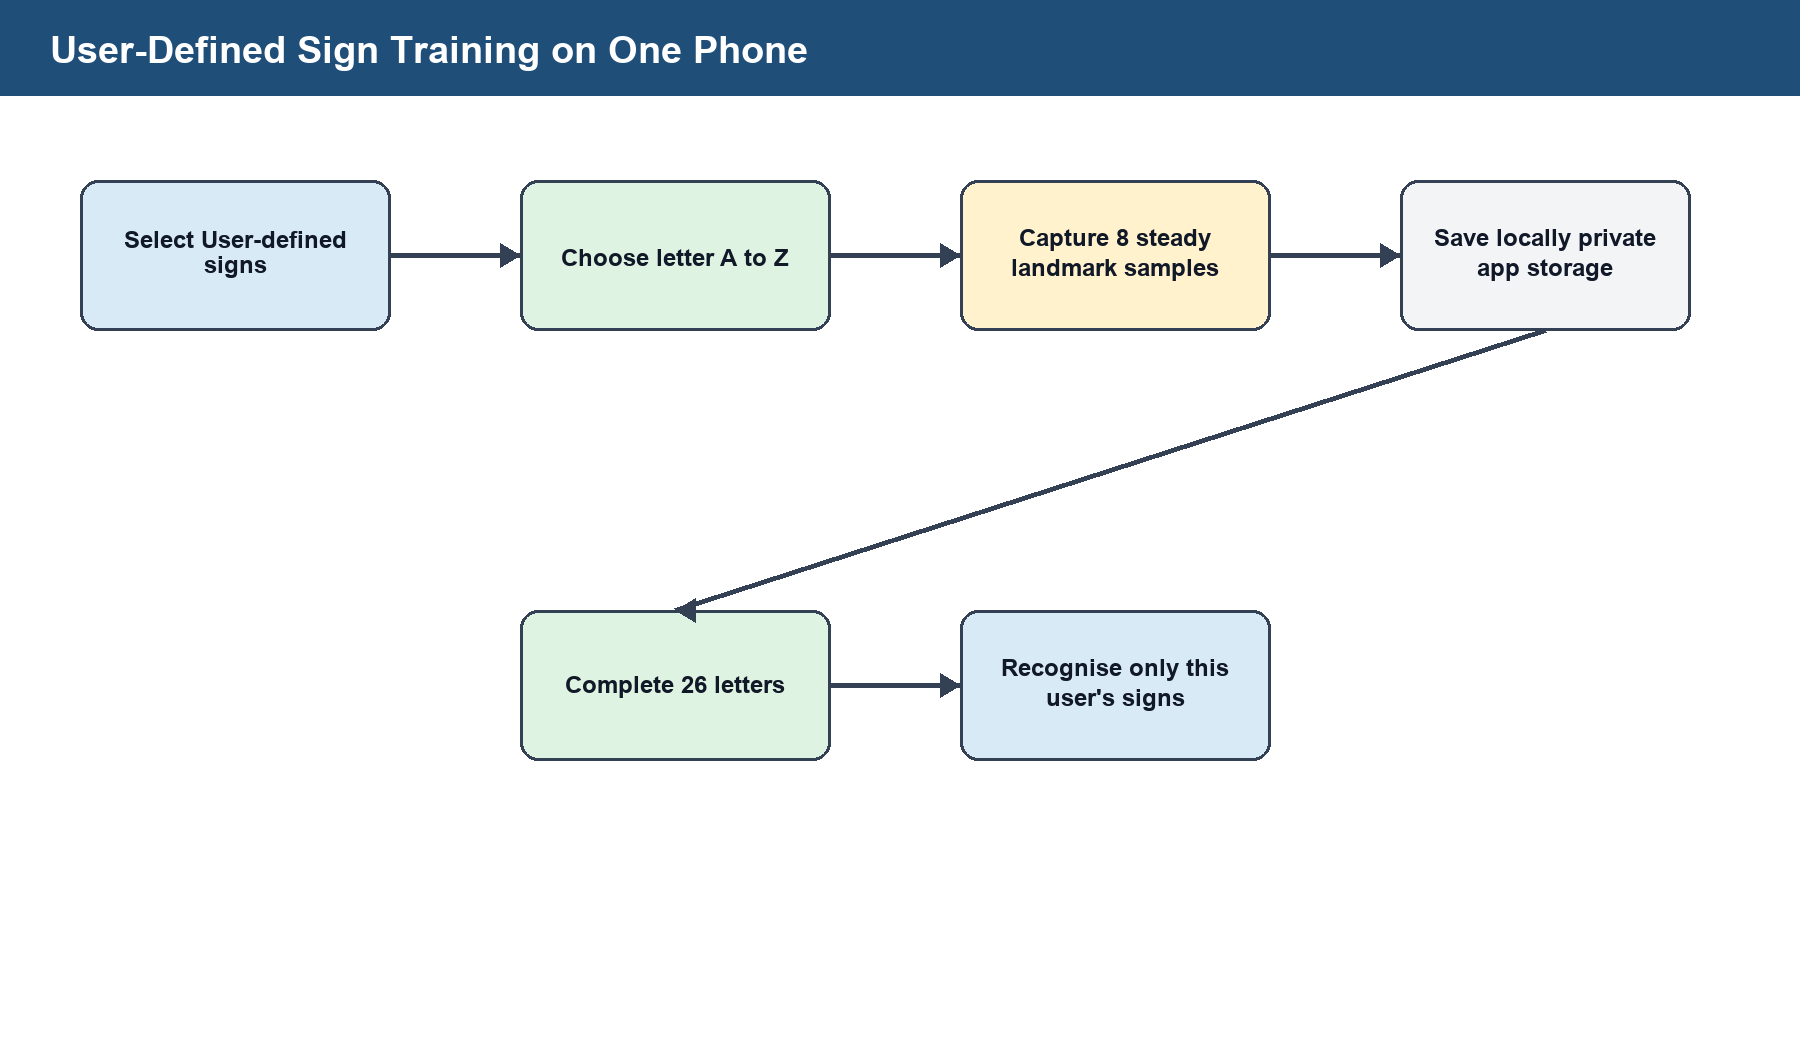 User-Defined Sign Training on One Phone
Select User-defined
signs
Choose letter A to Z
Capture 8 steady
landmark samples
Save locally private
app storage
Complete 26 letters
Recognise only this
user's signs